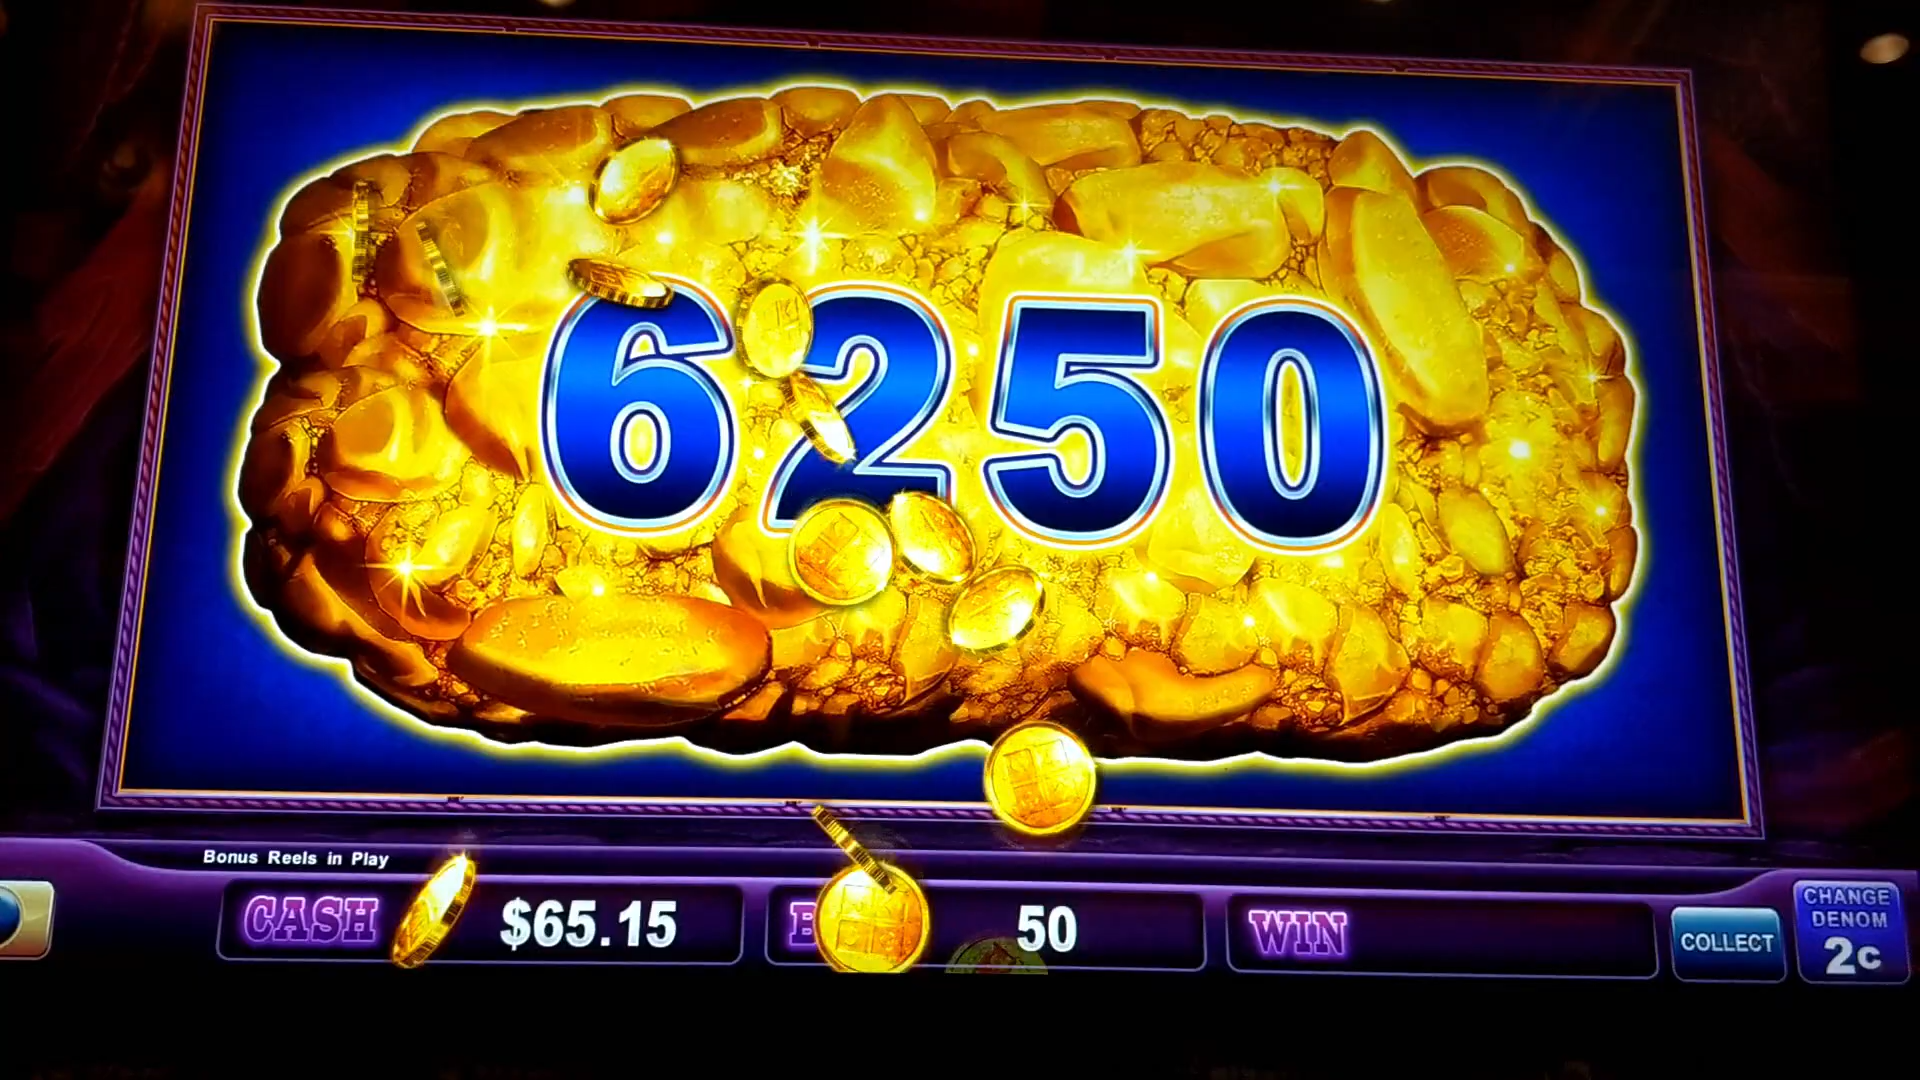 6250
Bonus Reels in Play
CASH $65.15
50
WIN
COLLECT
CHANGE
DENOM
2c